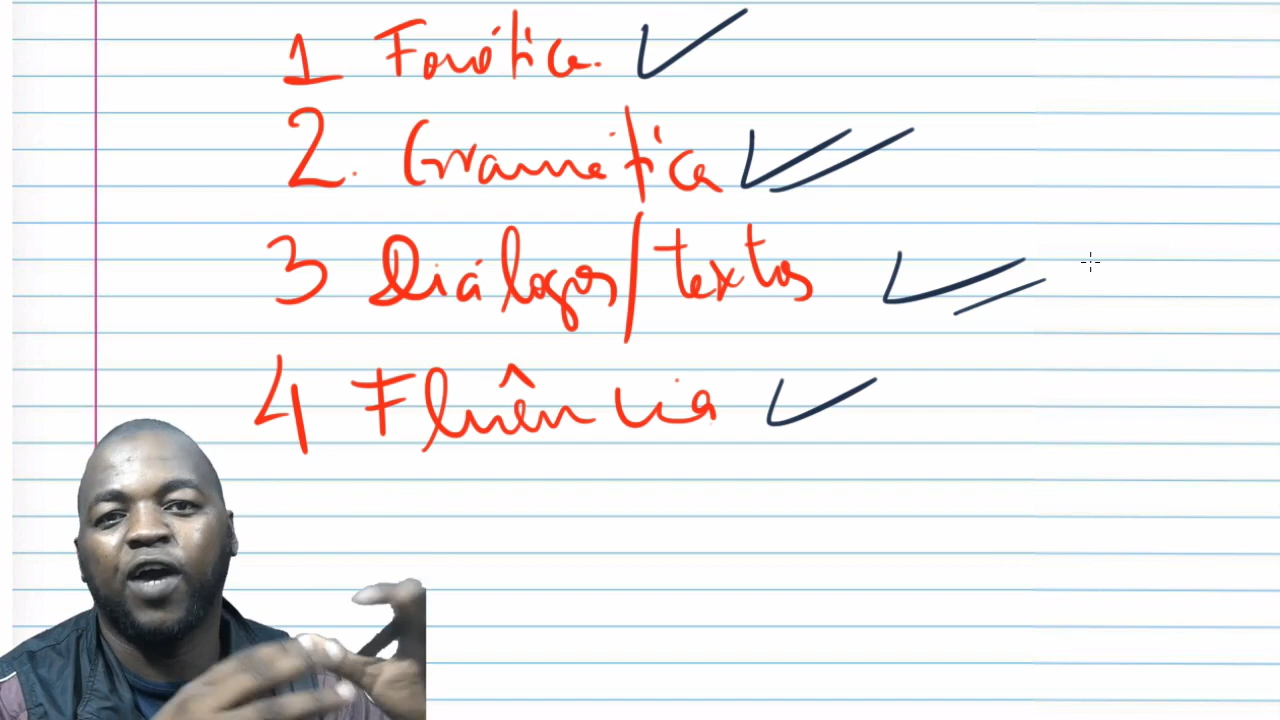 1 Fonética.
2. Gramática
3 Diálogos/textos
4 Fluência